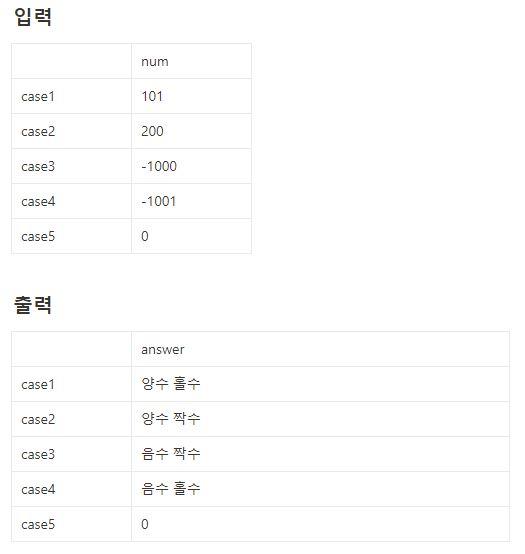 입력
num
case1 101
case2 200
case3 -1000
case4 -1001
case5 0
출력
answer
case1 양수 홀수
case2 양수 짝수
case3 음수 짝수
case4 음수 홀수
case5 0